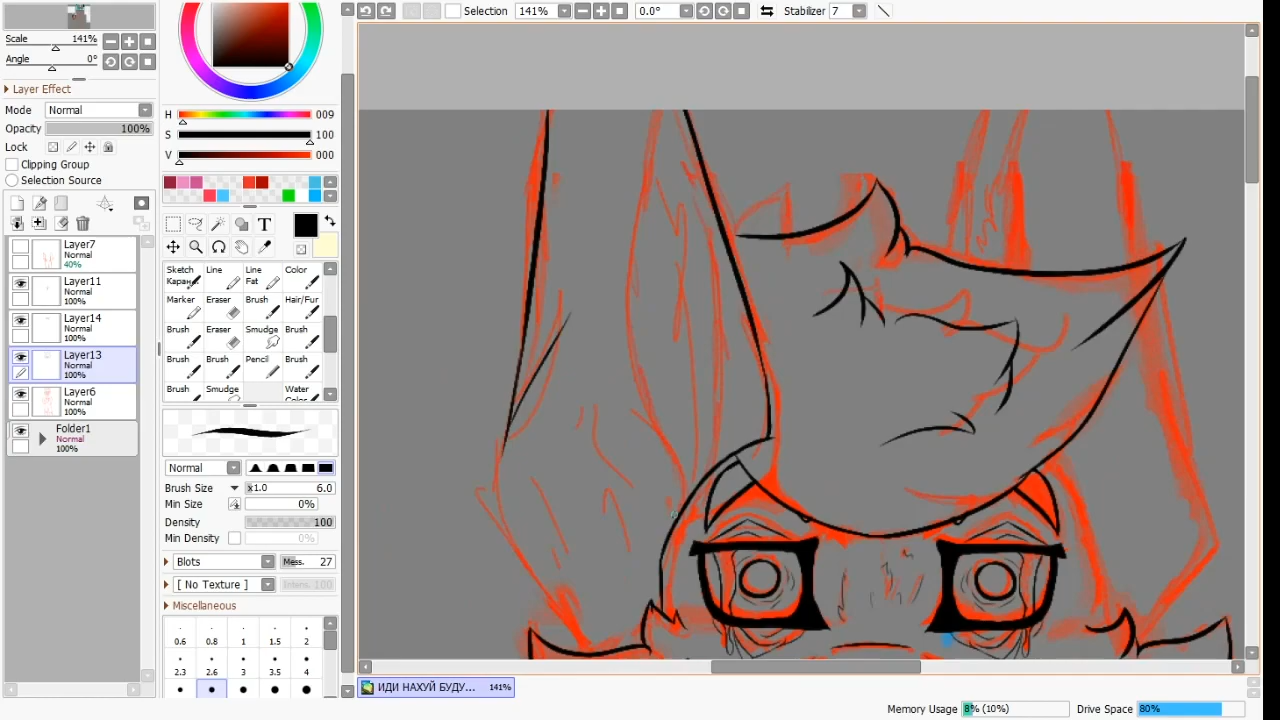 Selection 141% 0.0° Stabilizer 7
Scale 141%
Angle 0°
Layer Effect
Mode Normal
Opacity 100%
Lock
Clipping Group
Selection Source
Layer7
Normal
40%
Layer11
Normal
100%
Layer14
Normal
100%
Layer13
Normal
100%
Layer6
Normal
100%
Folder1
Normal
100%
H 009
S 100
V 000
T
Sketch Line Line Color
Каран Fat
Marker Eraser Brush Hair/Fur
Brush Eraser Smudge Brush
Brush Brush Pencil Brush
Brush Smudge Water
Color
Normal
Brush Size x1.0 6.0
Min Size 0%
Density 100
Min Density 0%
Blots Мess. 27
[ No Texture ] Intens. 100
Miscellaneous
0.6 0.8 1 1.5 2
2.3 2.6 3 3.5 4
ИДИ НАХУЙ БУДУ... 141%
Memory Usage 8% (10%) Drive Space 80%